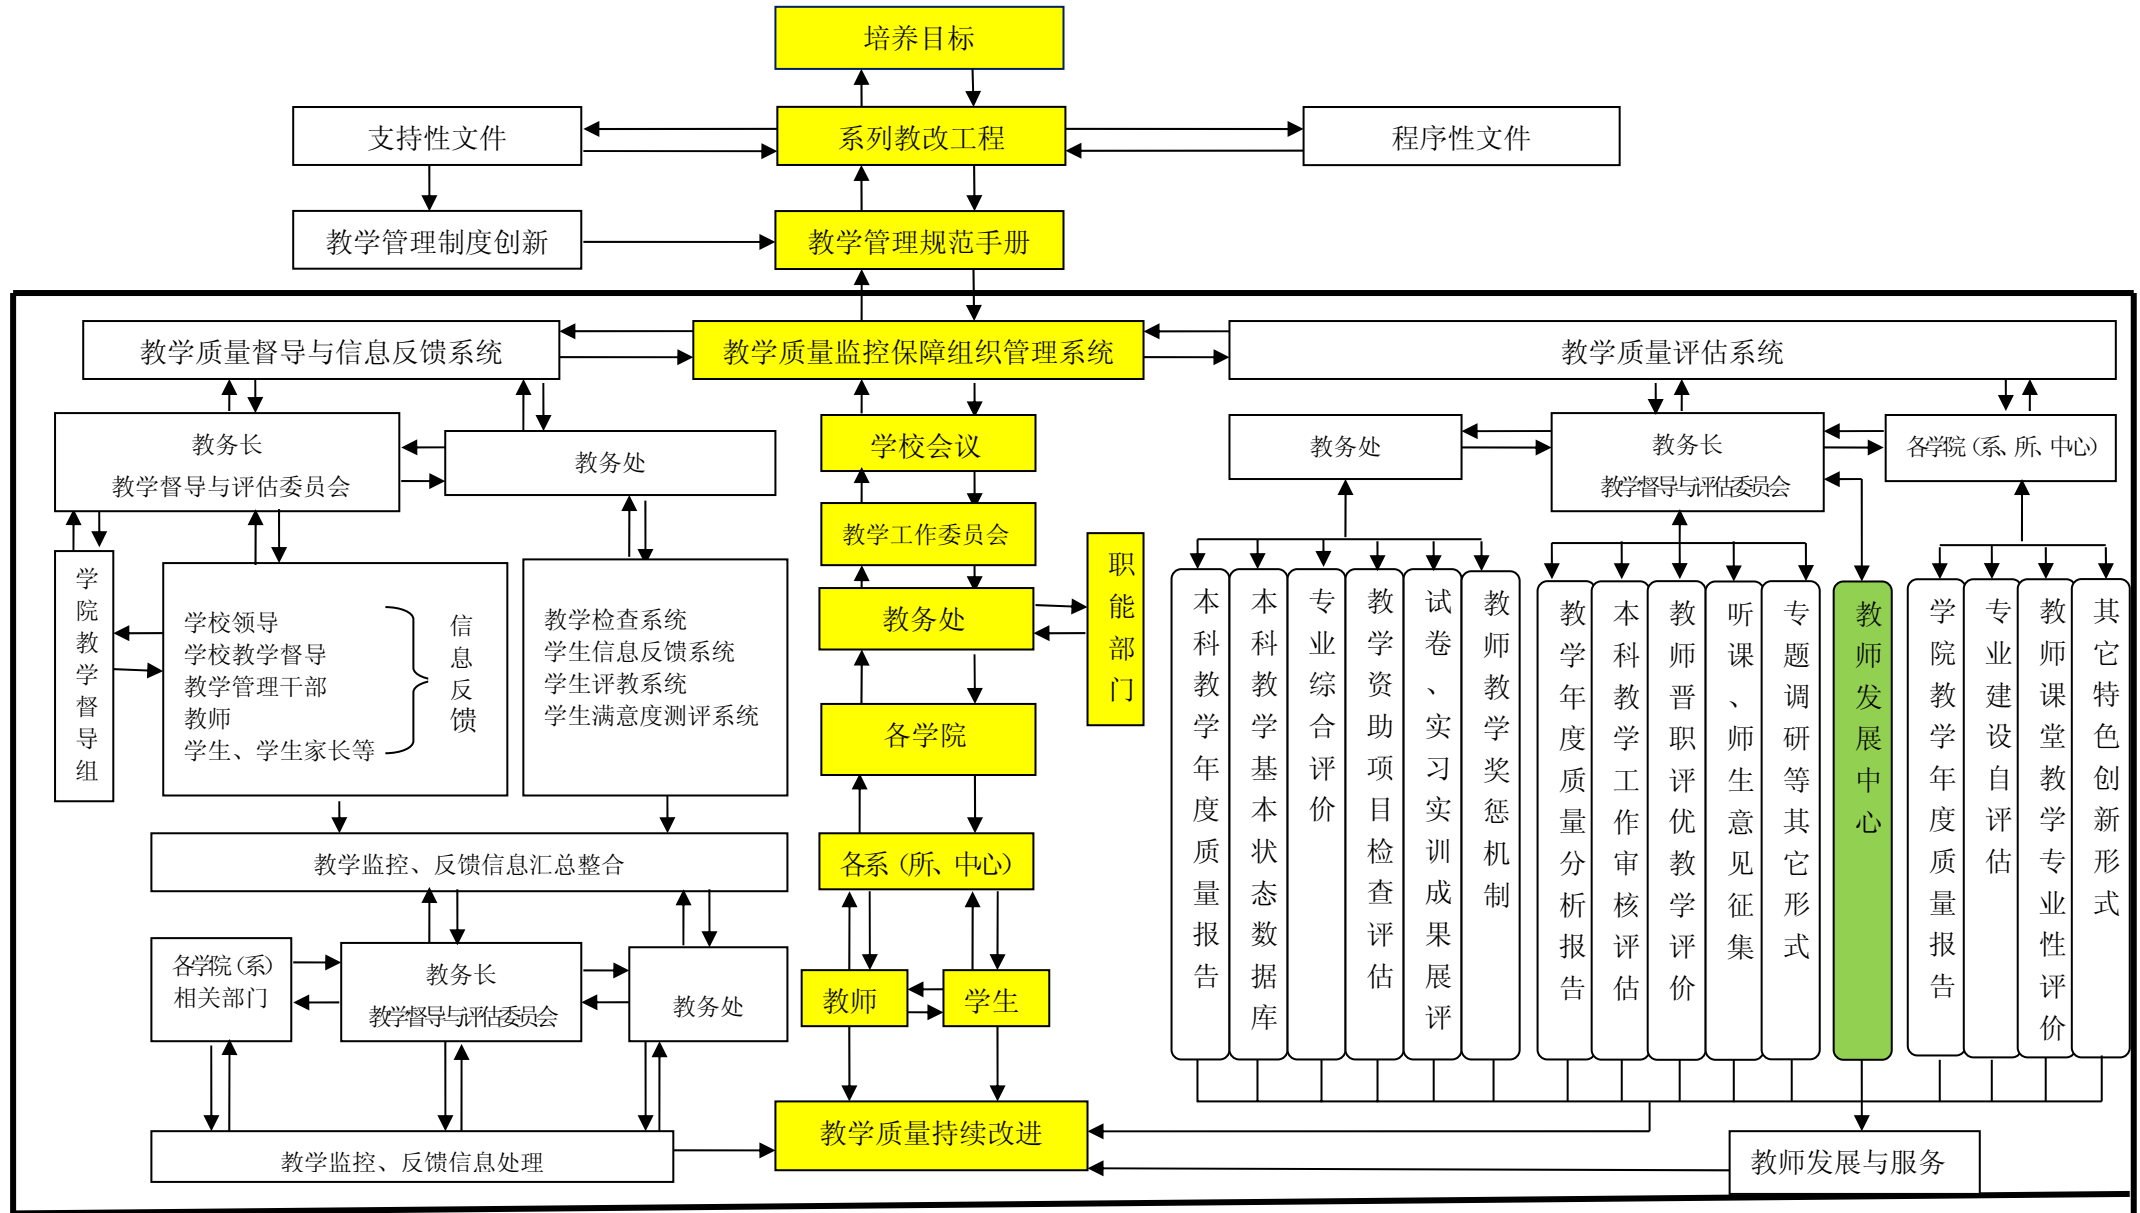 培养目标
支持性文件
系列教改工程
程序性文件
教学管理制度创新
教学管理规范手册
教学质量督导与信息反馈系统
教学质量监控保障组织管理系统
教学质量评估系统
教务长
教学督导与评估委员会
教务处
学校会议
教学工作委员会
教务处
职能部门
各学院
各系（所、中心）
教师
学生
教学质量持续改进
学院教学督导组
学校领导
学校教学督导
教学管理干部
教师
学生、学生家长等
信息反馈
教学检查系统
学生信息反馈系统
学生评教系统
学生满意度测评系统
教学监控、反馈信息汇总整合
各学院（系）
相关部门
教务长
教学督导与评估委员会
教务处
教学监控、反馈信息处理
教务处
教务长
教学督导与评估委员会
各学院（系、所、中心）
本科教学年度质量报告
本科教学基本状态数据库
专业综合评价
教学资助项目检查评估
试卷、实习实训成果展评
教师教学奖惩机制
教学年度质量分析报告
本科教学工作审核评估
教师晋职评优教学评价
听课、师生意见征集
专题调研等其它形式
教师发展中心
学院教学年度质量报告
专业建设自评估
教师课堂教学专业性评价
其它特色创新形式
教师发展与服务